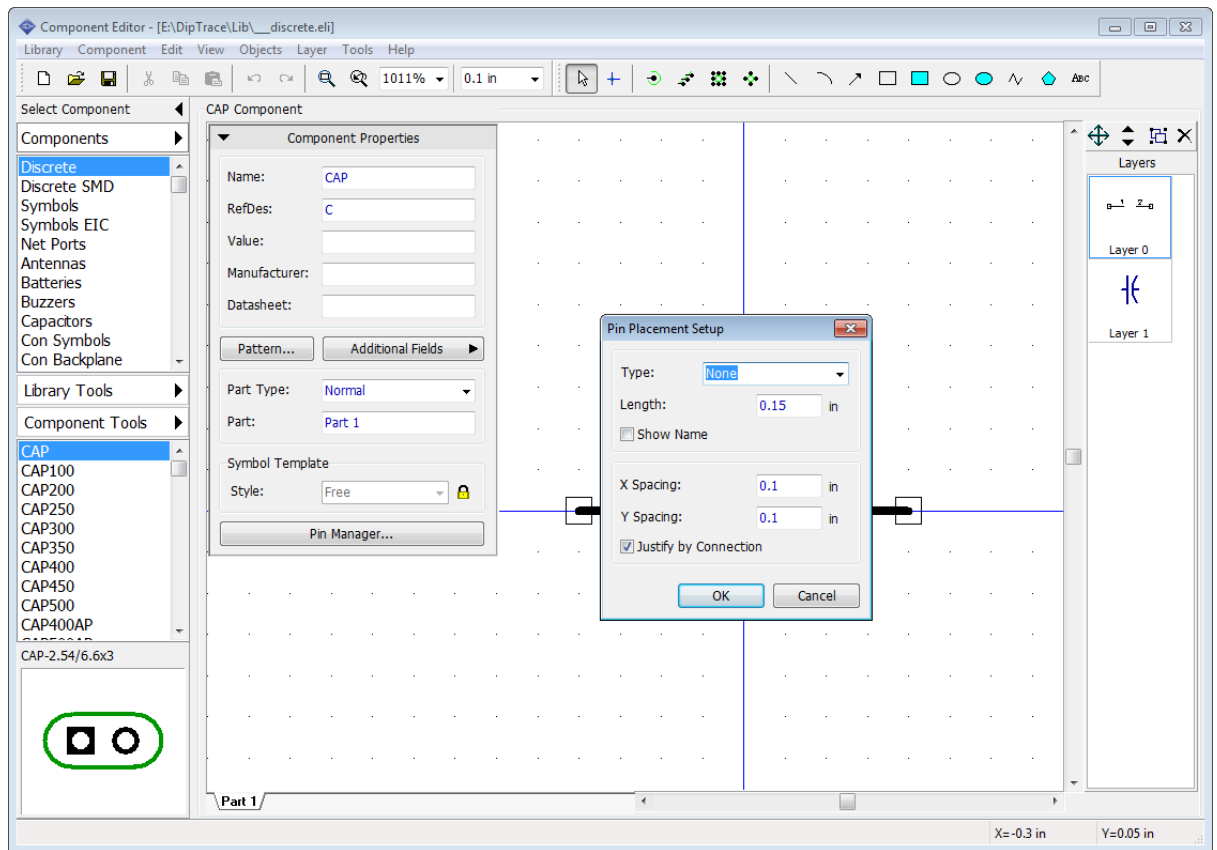 Component Editor - [E:\DipTrace\Lib\__discrete.eli]
Library Component Edit View Objects Layer Tools Help
1011% 0.1 in ABC
Select Component
Components
Discrete
Discrete SMD
Symbols
Symbols EIC
Net Ports
Antennas
Batteries
Buzzers
Capacitors
Con Symbols
Con Backplane
Library Tools
Component Tools
CAP
CAP100
CAP200
CAP250
CAP300
CAP350
CAP400
CAP450
CAP500
CAP400AP
CAP-2.54/6.6x3
CAP Component
Component Properties
Name: CAP
RefDes: C
Value:
Manufacturer:
Datasheet:
Pattern... Additional Fields
Part Type: Normal
Part: Part 1
Symbol Template
Style: Free
Pin Manager...
Pin Placement Setup
Type: None
Length: 0.15 in
Show Name
X Spacing: 0.1 in
Y Spacing: 0.1 in
Justify by Connection
OK Cancel
Layers
1 2
Layer 0
Layer 1
Part 1
X=-0.3 in Y=0.05 in